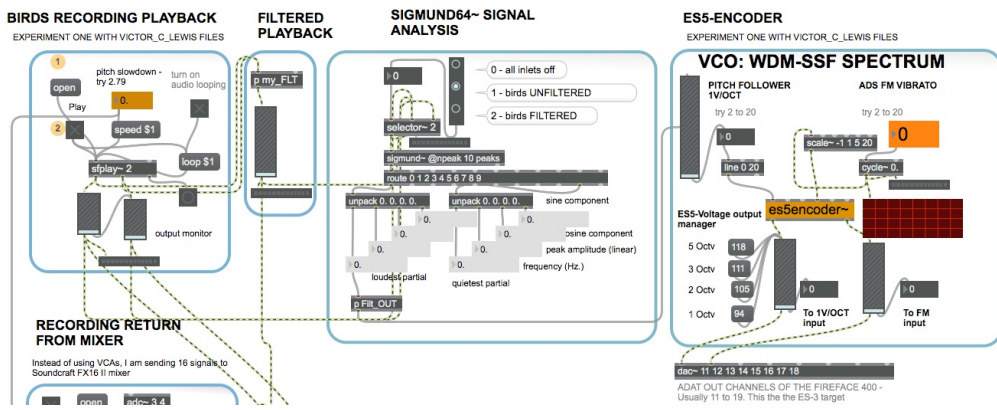 BIRDS RECORDING PLAYBACK
EXPERIMENT ONE WITH VICTOR_C_LEWIS FILES
1
open
pitch slowdown -
try 2.79
0.
turn on
audio looping
Play
2
speed $1
loop $1
sfplay~ 2
output monitor
FILTERED
PLAYBACK
p my_FLT
SIGMUND64~ SIGNAL
ANALYSIS
0
0 - all inlets off
1 - birds UNFILTERED
2 - birds FILTERED
selector~ 2
sigmund~ @npeak 10 peaks
route 0 1 2 3 4 5 6 7 8 9
unpack 0. 0. 0. 0.
unpack 0. 0. 0. 0.
sine component
0.
0.
0.
0.
0.
0.
0.
0.
osine component
peak amplitude (linear)
frequency (Hz.)
loudest partial
quietest partial
p Filt_OUT
ES5-ENCODER
EXPERIMENT ONE WITH VICTOR_C_LEWIS FILES
VCO: WDM-SSF SPECTRUM
PITCH FOLLOWER
1V/OCT
ADS FM VIBRATO
try 2 to 20
try 2 to 20
0
0
scale~ -1 1 5 20
line 0 20
cycle~ 0.
ES5-Voltage output
manager
es5encoder~
5 Octv
118
3 Octv
111
2 Octv
105
1 Octv
94
0
0
To 1V/OCT
input
To FM
input
dac~ 11 12 13 14 15 16 17 18
ADAT OUT CHANNELS OF THE FIREFACE 400 -
Usually 11 to 19. This the the ES-3 target
RECORDING RETURN
FROM MIXER
Instead of using VCAs, I am sending 16 signals to
Soundcraft FX16 II mixer
open
adc~ 3 4